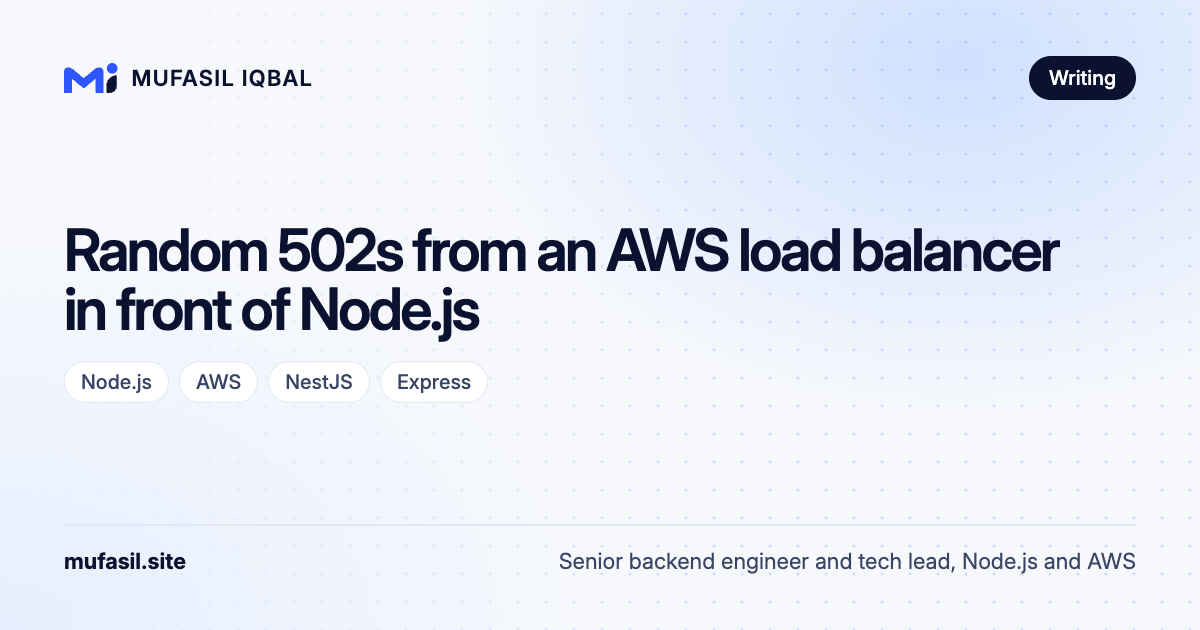 Mi MUFASIL IQBAL
Writing
Random 502s from an AWS load balancer
in front of Node.js
Node.js AWS NestJS Express
mufasil.site
Senior backend engineer and tech lead, Node.js and AWS